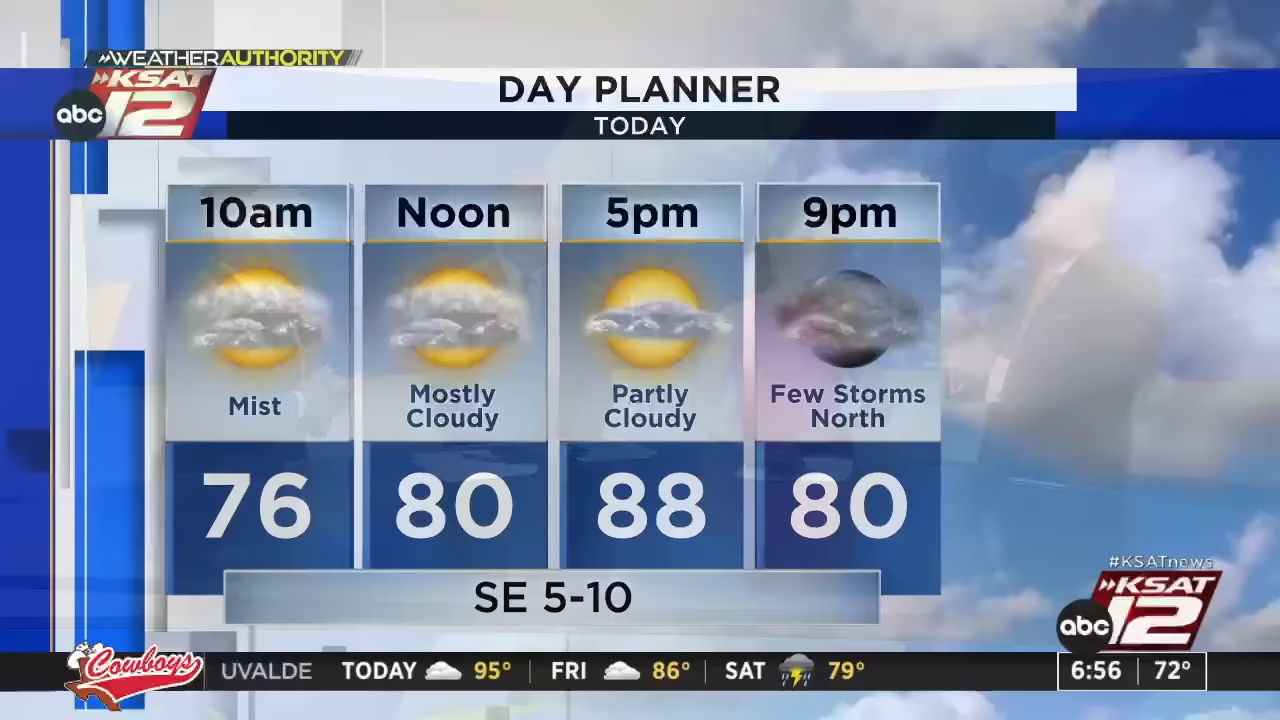 WEATHERAUTHORITY
KSAT
abc 12
DAY PLANNER
TODAY
10am Noon 5pm 9pm
Mist
Mostly
Cloudy
Partly
Cloudy
Few Storms
North
76 80 88 80
SE 5-10
#KSATnews
KSAT
abc 12
Cowboys UVALDE TODAY 95° FRI 86° SAT 79° 6:56 72°